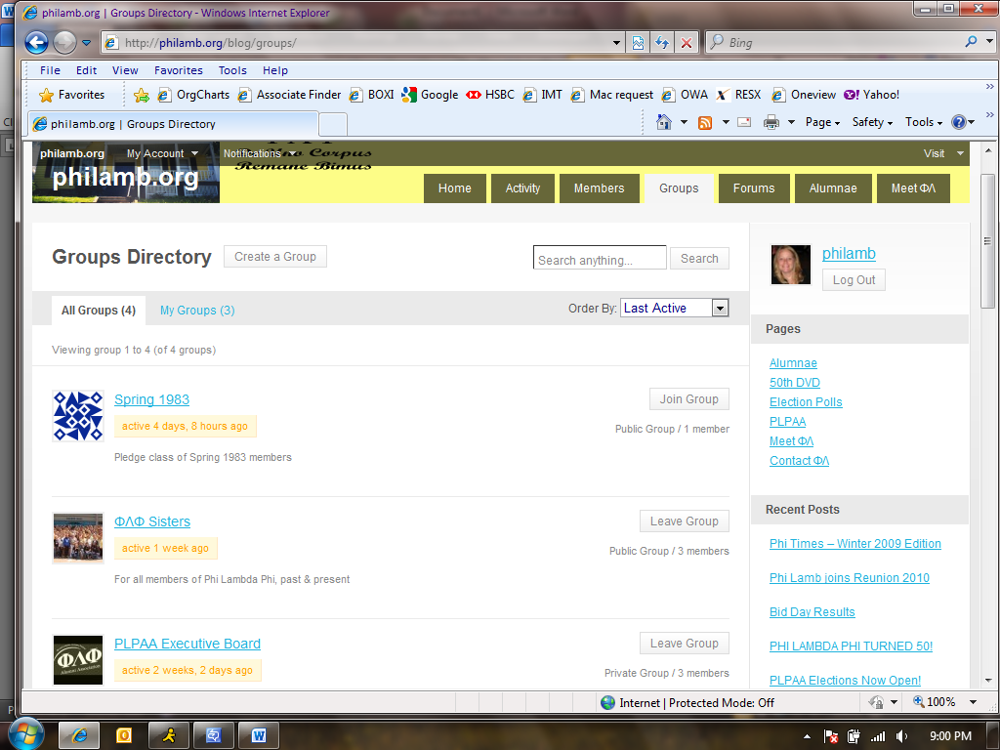 philamb.org | Groups Directory - Windows Internet Explorer
http://philamb.org/blog/groups/
Bing
File Edit View Favorites Tools Help
Favorites OrgCharts Associate Finder BOXI Google HSBC IMT Mac request OWA RESX Oneview Yahoo!
philamb.org | Groups Directory
Page Safety Tools
philamb.org My Account Notifications Visit
Corpus
Remane Bimus
philamb.org
Home Activity Members Groups Forums Alumnae Meet ΦΛ
Groups Directory Create a Group Search anything... Search
philamb
Log Out
All Groups (4) My Groups (3) Order By: Last Active
Pages
Viewing group 1 to 4 (of 4 groups)
Alumnae
50th DVD
Election Polls
PLPAA
Meet ΦΛ
Contact ΦΛ
Spring 1983 Join Group
active 4 days, 8 hours ago Public Group / 1 member
Pledge class of Spring 1983 members
ΦΛΦ Sisters Leave Group
active 1 week ago Public Group / 3 members
For all members of Phi Lambda Phi, past & present
Recent Posts
Phi Times – Winter 2009 Edition
Phi Lamb joins Reunion 2010
Bid Day Results
PHI LAMBDA PHI TURNED 50!
PLPAA Elections Now Open!
ΦΛΦ
Alumni Association
PLPAA Executive Board Leave Group
active 2 weeks, 2 days ago Private Group / 3 members
Internet | Protected Mode: Off 100%
9:00 PM